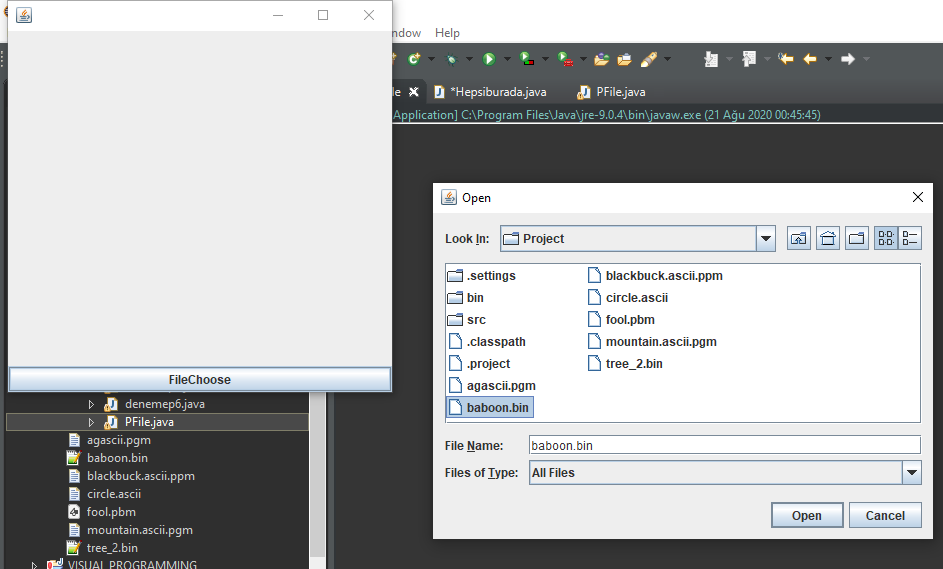 ndow Help
le *Hepsiburada.java PFile.java
Application] C:\Program Files\Java\jre-9.0.4\bin\javaw.exe (21 Ağu 2020 00:45:45)
FileChoose
denemep6.java
PFile.java
agascii.pgm
baboon.bin
blackbuck.ascii.ppm
circle.ascii
fool.pbm
mountain.ascii.pgm
tree_2.bin
VISUAL PROGRAMMING
Open
Look In: Project
.settings
bin
src
.classpath
.project
agascii.pgm
baboon.bin
blackbuck.ascii.ppm
circle.ascii
fool.pbm
mountain.ascii.pgm
tree_2.bin
File Name: baboon.bin
Files of Type: All Files
Open Cancel